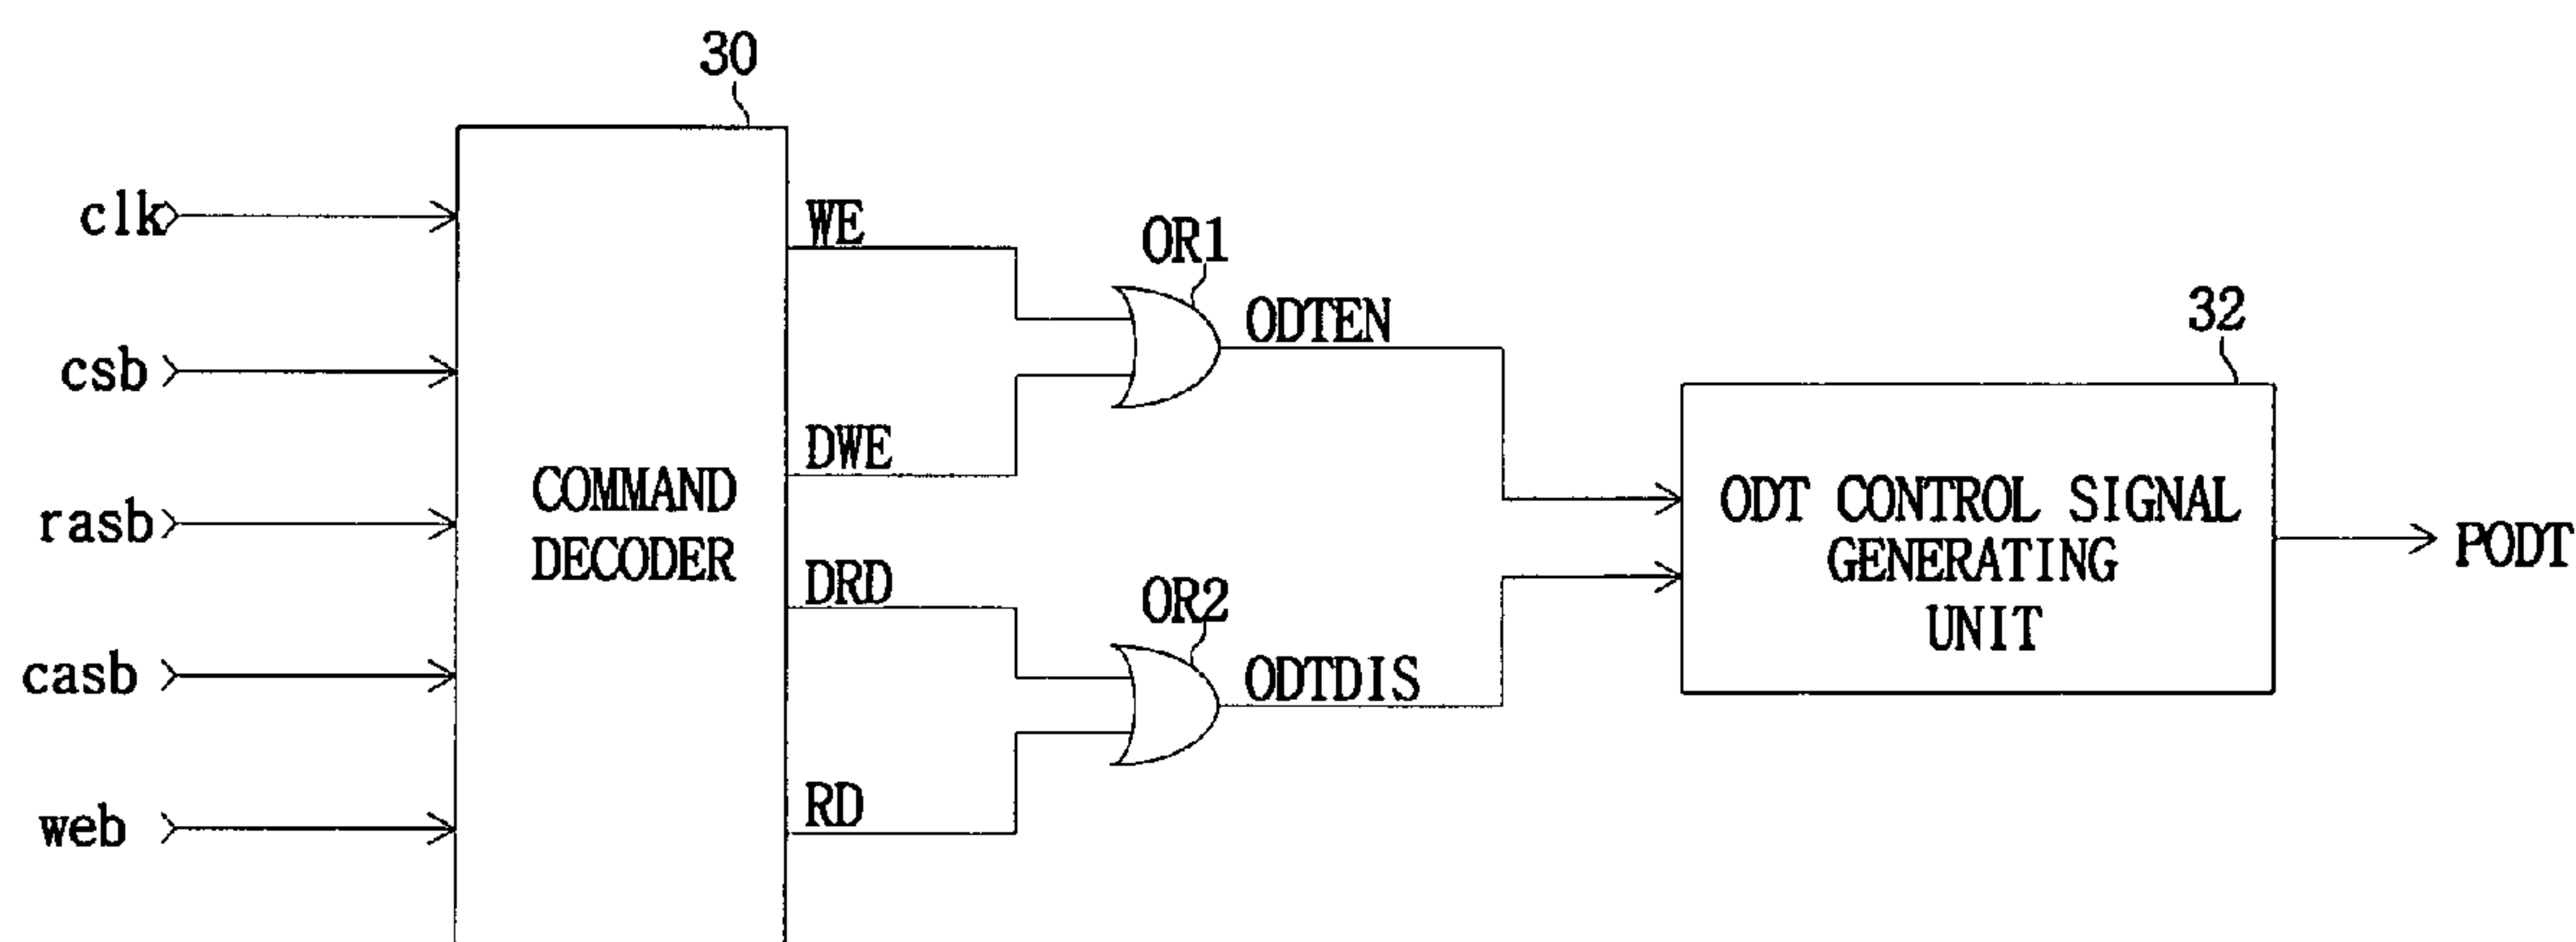 30
clk
csb
rasb
casb
web
COMMAND
DECODER
WE
DWE
DRD
RD
OR1
ODTEN
OR2
ODTDIS
32
ODT CONTROL SIGNAL
GENERATING
UNIT
PODT